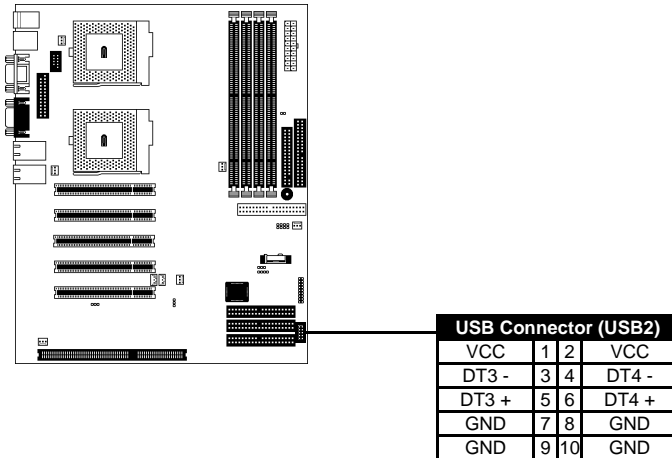 USB Connector (USB2)
VCC 1 2 VCC
DT3 - 3 4 DT4 -
DT3 + 5 6 DT4 +
GND 7 8 GND
GND 9 10 GND